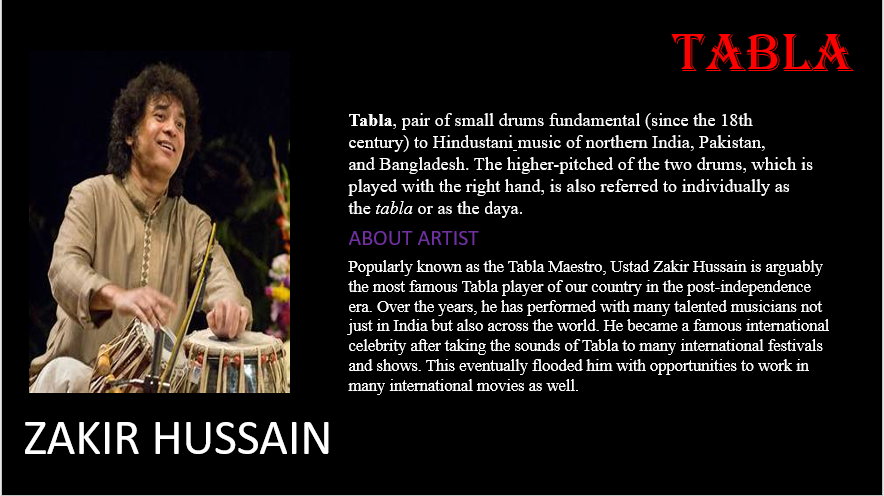 TABLA
Tabla, pair of small drums fundamental (since the 18th
century) to Hindustani music of northern India, Pakistan,
and Bangladesh. The higher-pitched of the two drums, which is
played with the right hand, is also referred to individually as
the tabla or as the daya.
ABOUT ARTIST
Popularly known as the Tabla Maestro, Ustad Zakir Hussain is arguably
the most famous Tabla player of our country in the post-independence
era. Over the years, he has performed with many talented musicians not
just in India but also across the world. He became a famous international
celebrity after taking the sounds of Tabla to many international festivals
and shows. This eventually flooded him with opportunities to work in
many international movies as well.
ZAKIR HUSSAIN